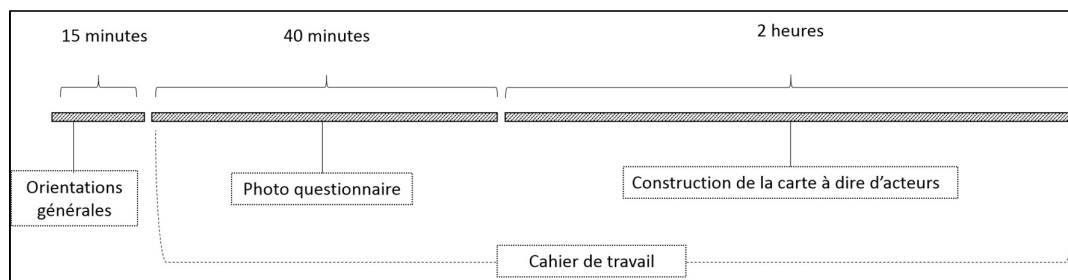 15 minutes
40 minutes
2 heures
Orientations
générales
Photo questionnaire
Construction de la carte à dire d’acteurs
Cahier de travail